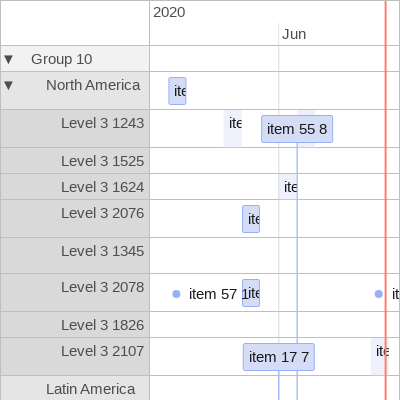 2020
Jun
▼ Group 10
▼ North America
ite
Level 3 1243
ite
item 55 8
Level 3 1525
Level 3 1624
ite
Level 3 2076
ite
Level 3 1345
Level 3 2078
item 57 1
ite
it
Level 3 1826
Level 3 2107
item 17 7
ite
Latin America